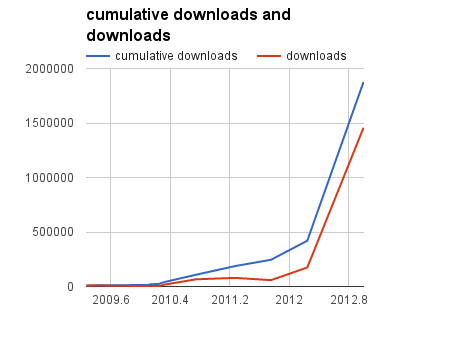 cumulative downloads and
downloads
cumulative downloads downloads
2000000
1500000
1000000
500000
0
2009.6 2010.4 2011.2 2012 2012.8